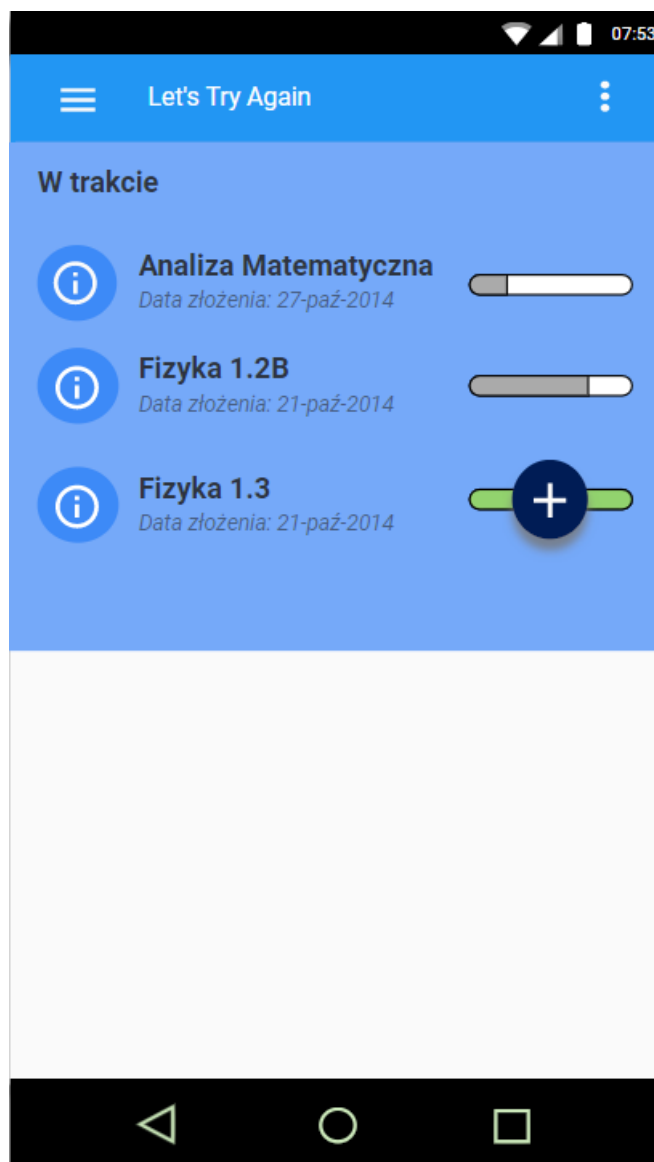 07:53
Let's Try Again
W trakcie
Analiza Matematyczna
Data złożenia: 27-paź-2014
Fizyka 1.2B
Data złożenia: 21-paź-2014
Fizyka 1.3
Data złożenia: 21-paź-2014